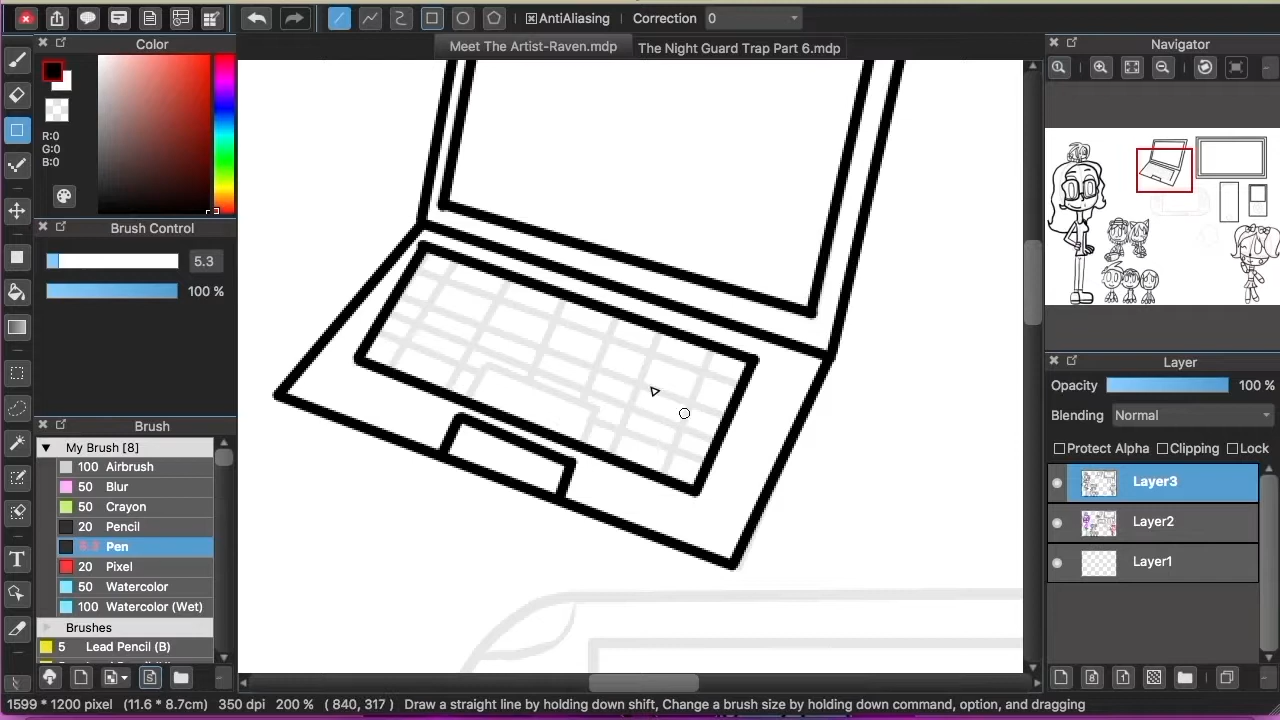 AntiAliasing Correction 0
Meet The Artist-Raven.mdp
The Night Guard Trap Part 6.mdp
Color
R:0
G:0
B:0
Brush Control
5.3
100 %
Brush
My Brush [8]
100 Airbrush
50 Blur
50 Crayon
20 Pencil
Pen
20 Pixel
50 Watercolor
100 Watercolor (Wet)
Brushes
5 Lead Pencil (B)
Navigator
Layer
Opacity 100 %
Blending Normal
Protect Alpha Clipping Lock
Layer3
Layer2
Layer1
1599 * 1200 pixel (11.6 * 8.7cm) 350 dpi 200 % ( 840, 317 ) Draw a straight line by holding down shift, Change a brush size by holding down command, option, and dragging